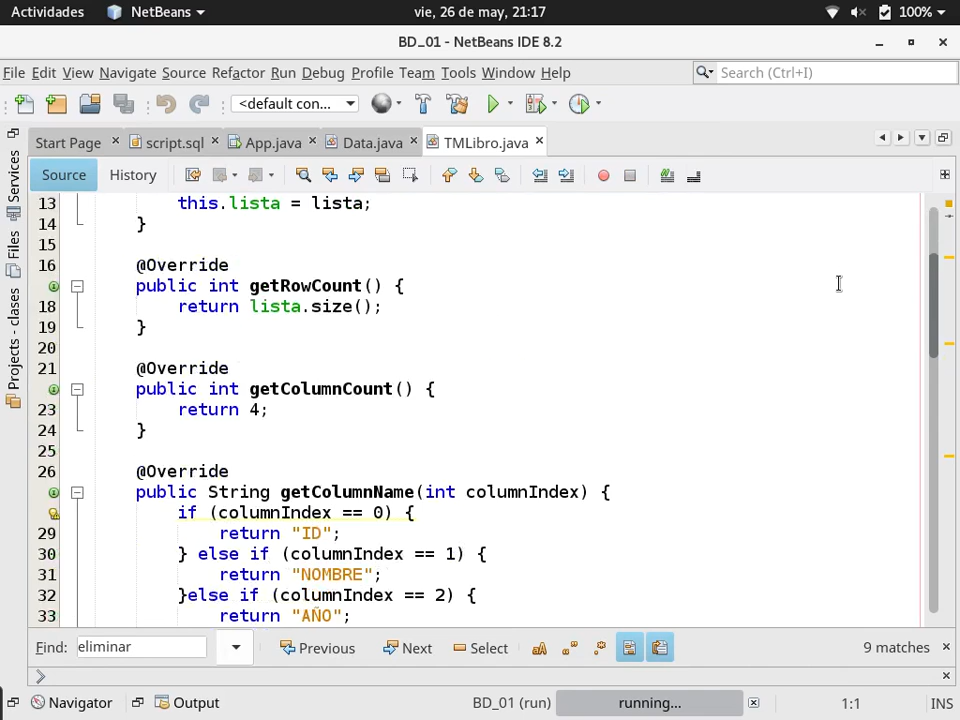 Actividades NetBeans vie, 26 de may, 21:17 100%
BD_01 - NetBeans IDE 8.2
File Edit View Navigate Source Refactor Run Debug Profile Team Tools Window Help Search (Ctrl+I)
<default con...
Start Page script.sql App.java Data.java TMLibro.java
Source History
Services
Files
Projects - clases
13 this.lista = lista;
14 }
15
16 @Override
public int getRowCount() {
18 return lista.size();
19 }
20
21 @Override
public int getColumnCount() {
23 return 4;
24 }
25
26 @Override
public String getColumnName(int columnIndex) {
if (columnIndex == 0) {
29 return "ID";
30 } else if (columnIndex == 1) {
31 return "NOMBRE";
32 }else if (columnIndex == 2) {
33 return "AÑO";
Find: eliminar Previous Next Select 9 matches
Navigator Output BD_01 (run) running... 1:1 INS